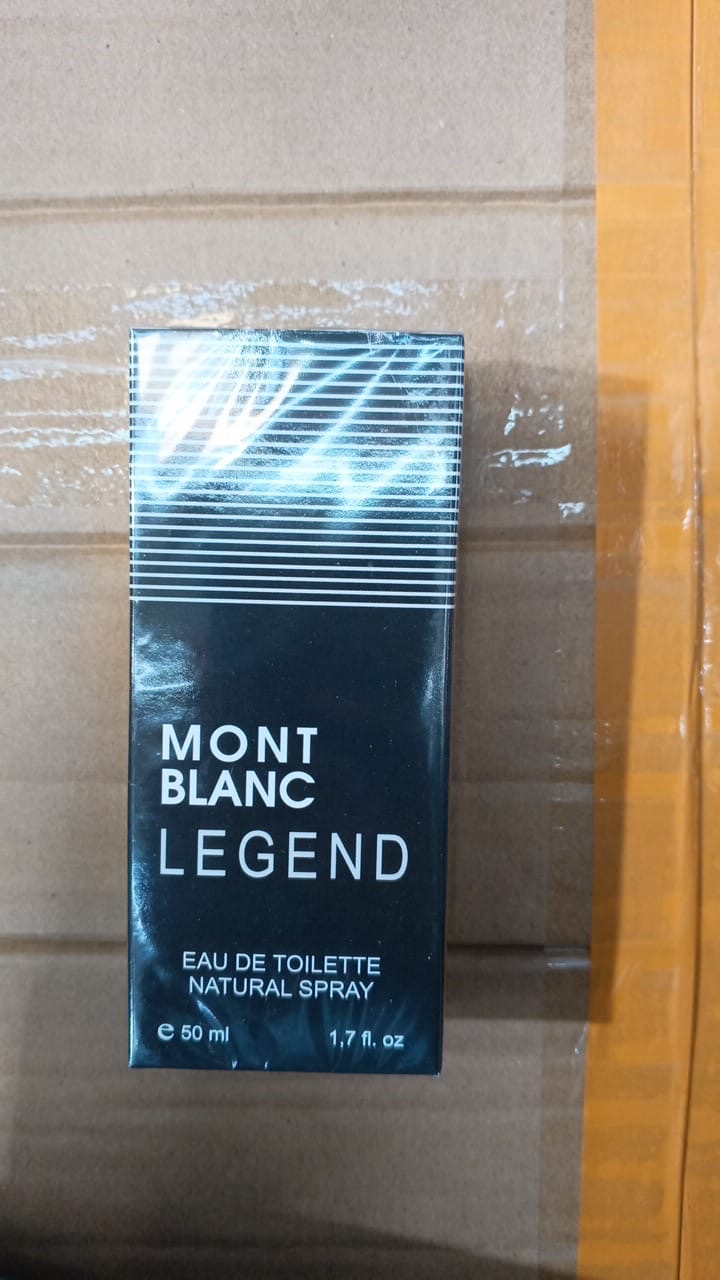 MONT
BLANC
LEGEND
EAU DE TOILETTE
NATURAL SPRAY
℮ 50 ml 1,7 fl. oz